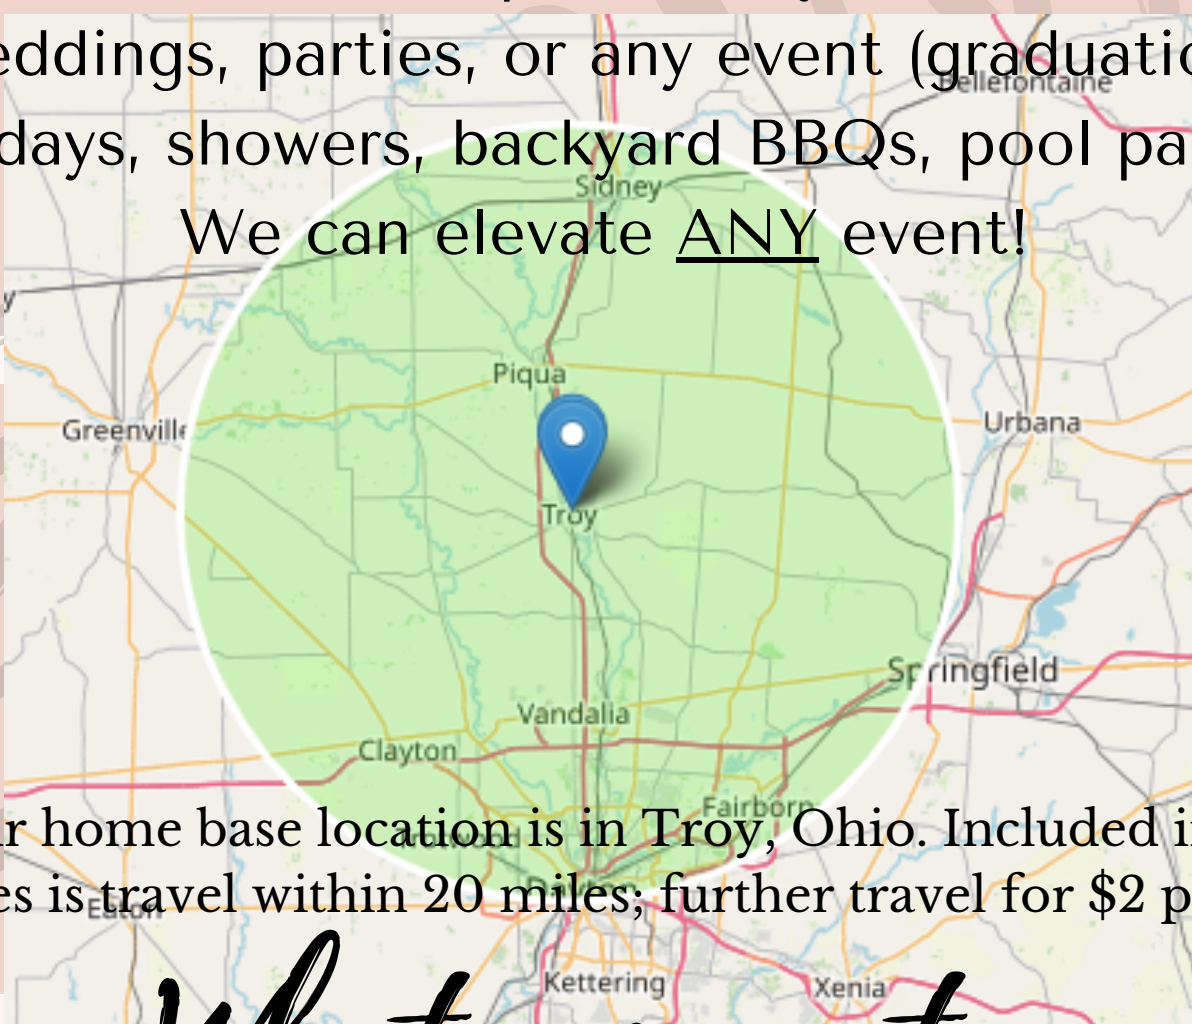 eddings, parties, or any event (graduatio
Bellefontaine
days, showers, backyard BBQs, pool pa
Sidney
We can elevate ANY event!
y
Piqua
Greenville
Urbana
Troy
Springfield
Vandalia
Clayton
Fairborn
r home base location is in Troy, Ohio. Included i
es is travel within 20 miles; further travel for $2 p
Eaton
Kettering
Xenia